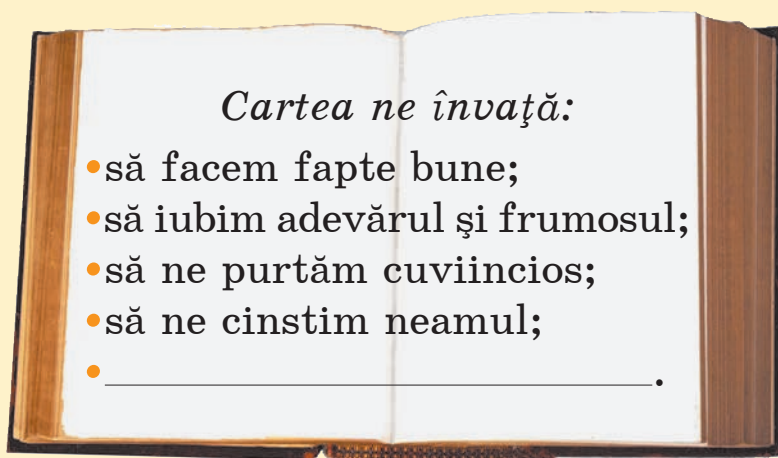 Cartea ne învaţă:
•să facem fapte bune;
•să iubim adevărul şi frumosul;
•să ne purtăm cuviincios;
•să ne cinstim neamul;
•______________________________.